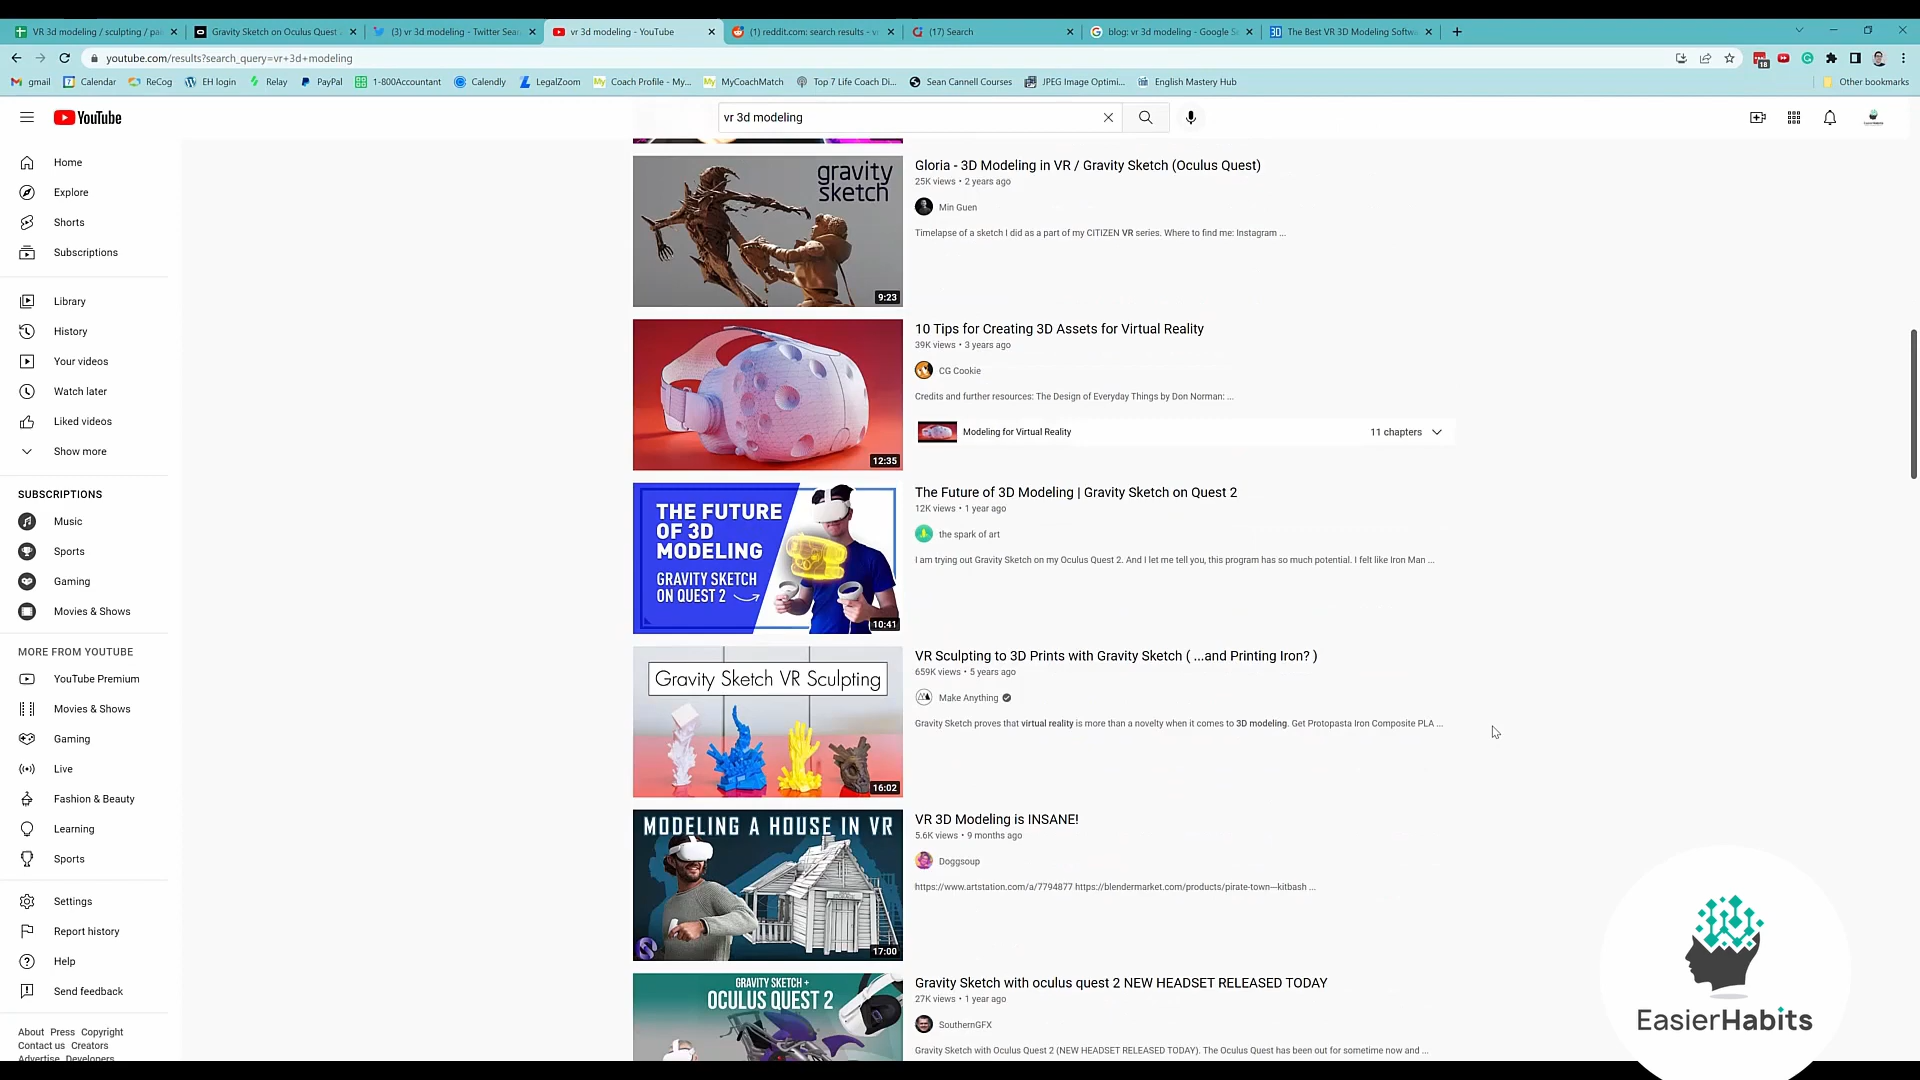 VR 3d modeling / sculpting / pai
Gravity Sketch on Oculus Quest
(3) vr 3d modeling - Twitter Sear
vr 3d modeling - YouTube
(1) reddit.com: search results - v
(17) Search
blog: vr 3d modeling - Google S
The Best VR 3D Modeling Softw
youtube.com/results?search_query=vr+3d+modeling
18
gmail
Calendar
ReCog
EH login
Relay
PayPal
1-800Accountant
Calendly
LegalZoom
Coach Profile - My...
MyCoachMatch
Top 7 Life Coach Di...
Sean Cannell Courses
JPEG Image Optimi...
English Mastery Hub
Other bookmarks
YouTube
vr 3d modeling
Home
Explore
Shorts
Subscriptions
Library
History
Your videos
Watch later
Liked videos
Show more
SUBSCRIPTIONS
Music
Sports
Gaming
Movies & Shows
MORE FROM YOUTUBE
YouTube Premium
Movies & Shows
Gaming
Live
Fashion & Beauty
Learning
Sports
Settings
Report history
Help
Send feedback
About Press Copyright
Contact us Creators
Advertise Developers
gravity
sketch
9:23
Gloria - 3D Modeling in VR / Gravity Sketch (Oculus Quest)
25K views • 2 years ago
Min Guen
Timelapse of a sketch I did as a part of my CITIZEN VR series. Where to find me: Instagram ...
12:35
10 Tips for Creating 3D Assets for Virtual Reality
39K views • 3 years ago
CG Cookie
Credits and further resources: The Design of Everyday Things by Don Norman: ...
Modeling for Virtual Reality
11 chapters
THE FUTURE
OF 3D
MODELING
GRAVITY SKETCH
ON QUEST 2
10:41
The Future of 3D Modeling | Gravity Sketch on Quest 2
12K views • 1 year ago
the spark of art
I am trying out Gravity Sketch on my Oculus Quest 2. And I let me tell you, this program has so much potential. I felt like Iron Man ...
Gravity Sketch VR Sculpting
16:02
VR Sculpting to 3D Prints with Gravity Sketch ( ...and Printing Iron? )
659K views • 5 years ago
Make Anything
Gravity Sketch proves that virtual reality is more than a novelty when it comes to 3D modeling. Get Protopasta Iron Composite PLA ...
MODELING A HOUSE IN VR
17:00
VR 3D Modeling is INSANE!
5.6K views • 9 months ago
Doggsoup
https://www.artstation.com/a/7794877 https://blendermarket.com/products/pirate-town—kitbash ...
GRAVITY SKETCH +
OCULUS QUEST 2
Gravity Sketch with oculus quest 2 NEW HEADSET RELEASED TODAY
27K views • 1 year ago
SouthernGFX
Gravity Sketch with Oculus Quest 2 (NEW HEADSET RELEASED TODAY). The Oculus Quest has been out for sometime now and ...
EasierHabits